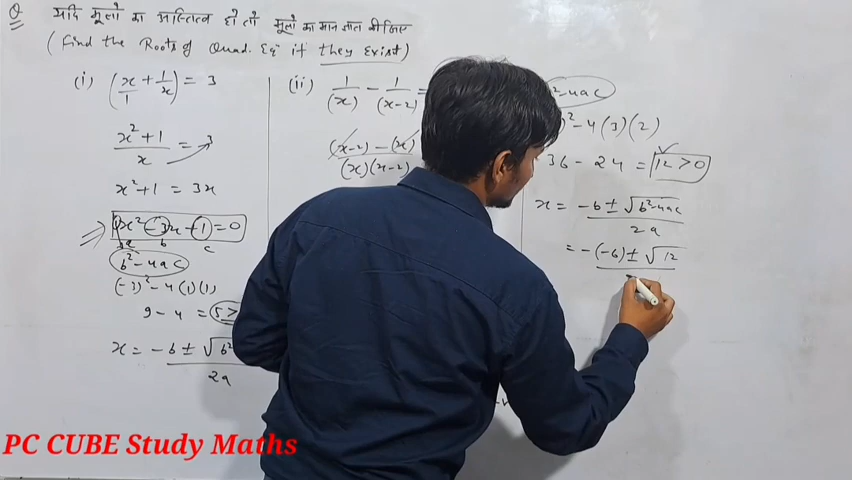 Q यदि मूलों का अस्तित्व हो तो मूलों का मान ज्ञात कीजिए
(Find the Roots of Quad. Eqⁿ if they Exist)
(i) (x/1 + 1/x) = 3
(x² + 1)/x = 3
x² + 1 = 3x
1x² - 3x + 1 = 0
a b c
b² - 4ac
(-3)² - 4(1)(1)
9 - 4 = 5 >
x = -b ± √b²
2a
(ii) 1/(x) - 1/(x-2) =
((x-2) - (x))/((x)(x-2))
b² - 4ac
)² - 4(3)(2)
36 - 24 = 12 > 0
x = (-b ± √b² - 4ac)/2a
= -(-6) ± √12
PC CUBE Study Maths